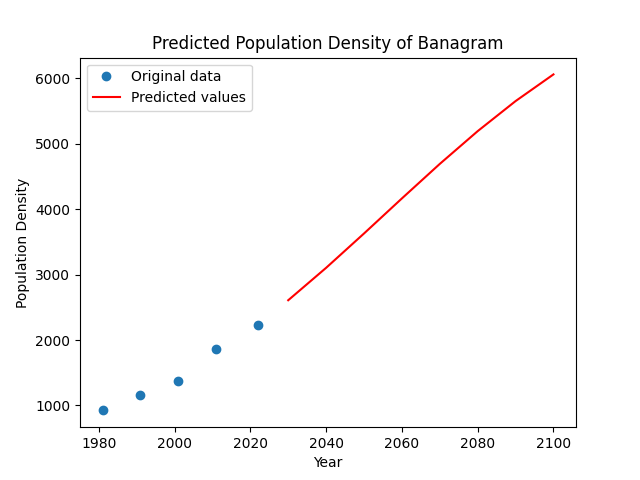 Predicted Population Density of Banagram
Original data
Predicted values
Population Density
6000
5000
4000
3000
2000
1000
1980 2000 2020 2040 2060 2080 2100
Year